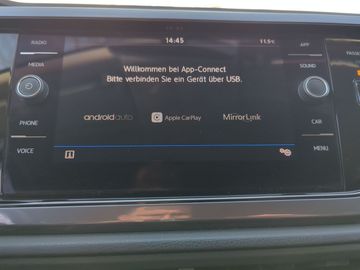 RADIO
14:45
11.5°C
APP
MEDIA
Willkommen bei App-Connect
SOUND
Bitte verbinden Sie ein Gerät über USB.
androidauto
Apple CarPlay
MirrorLink
PHONE
CAR
VOICE
MENU